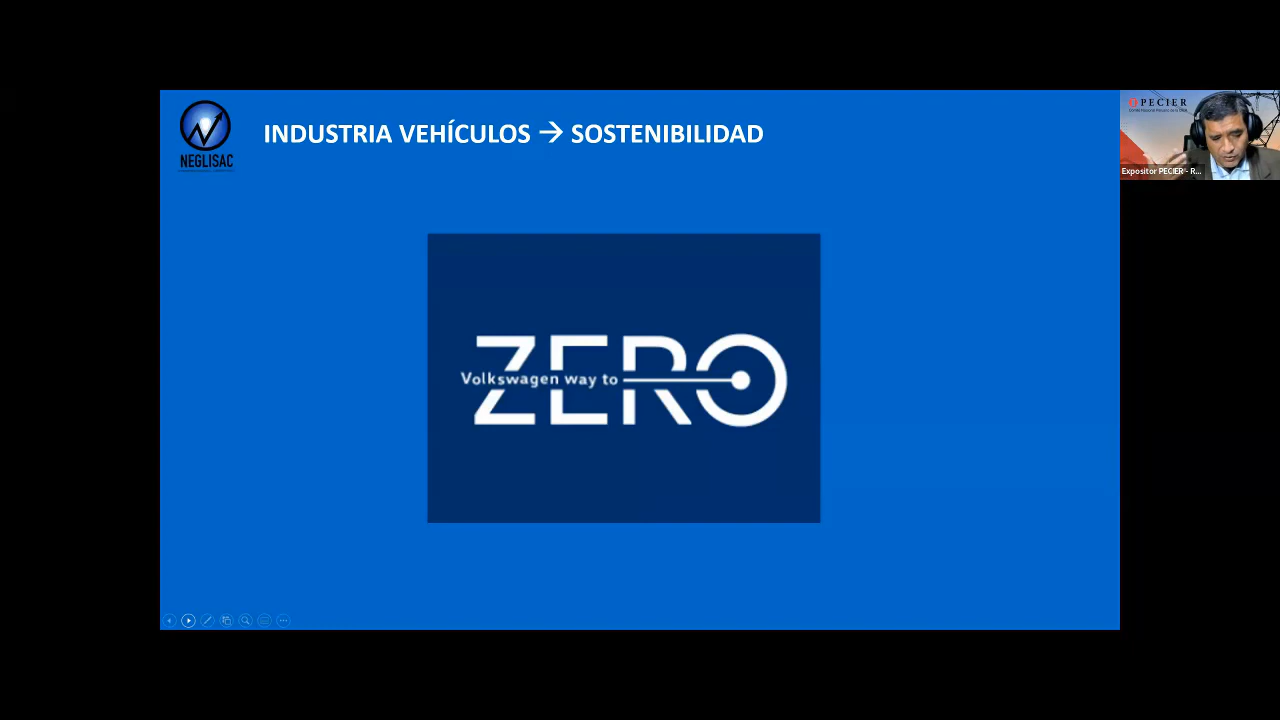 INDUSTRIA VEHÍCULOS → SOSTENIBILIDAD
NEGLISAC
PECIER
Expositor PECIER - R...
ZERO
Volkswagen way to